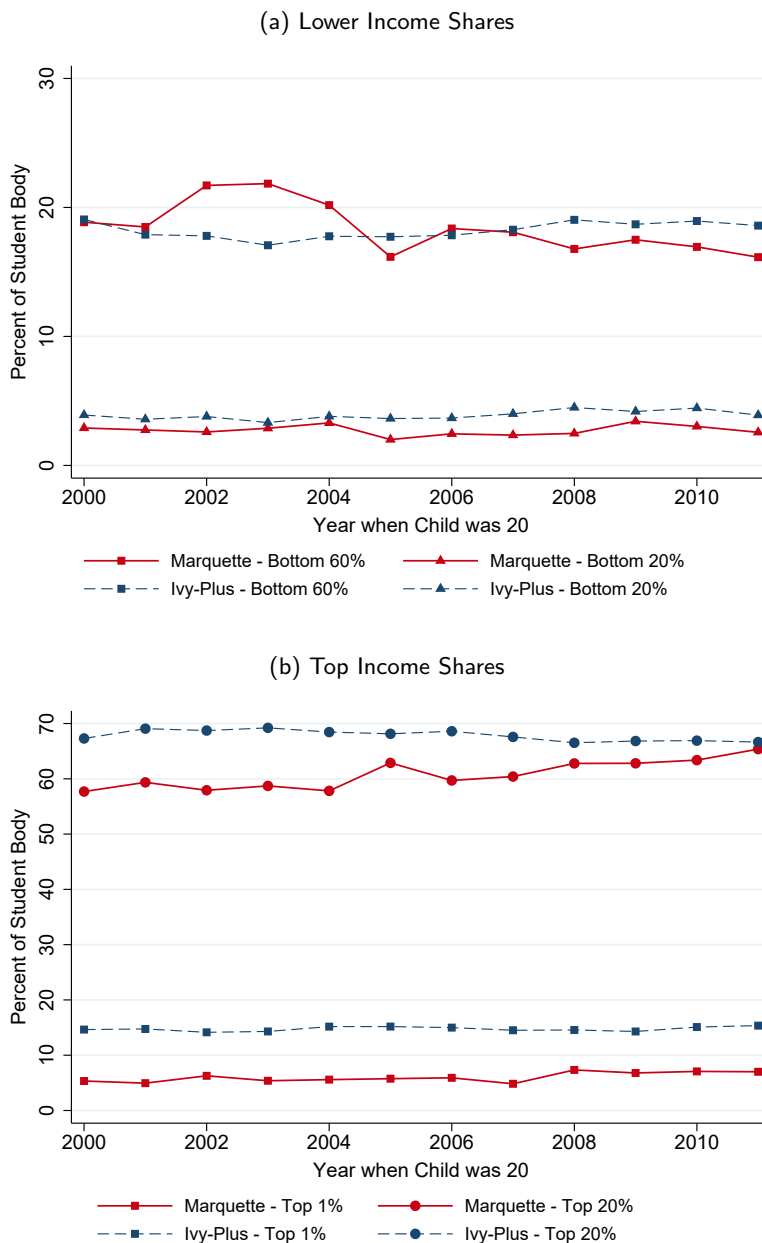 (a) Lower Income Shares
30
20
10
0
Percent of Student Body
2000 2002 2004 2006 2008 2010
Year when Child was 20
Marquette - Bottom 60% Marquette - Bottom 20%
Ivy-Plus - Bottom 60% Ivy-Plus - Bottom 20%
(b) Top Income Shares
70
60
50
40
30
20
10
0
Percent of Student Body
2000 2002 2004 2006 2008 2010
Year when Child was 20
Marquette - Top 1% Marquette - Top 20%
Ivy-Plus - Top 1% Ivy-Plus - Top 20%